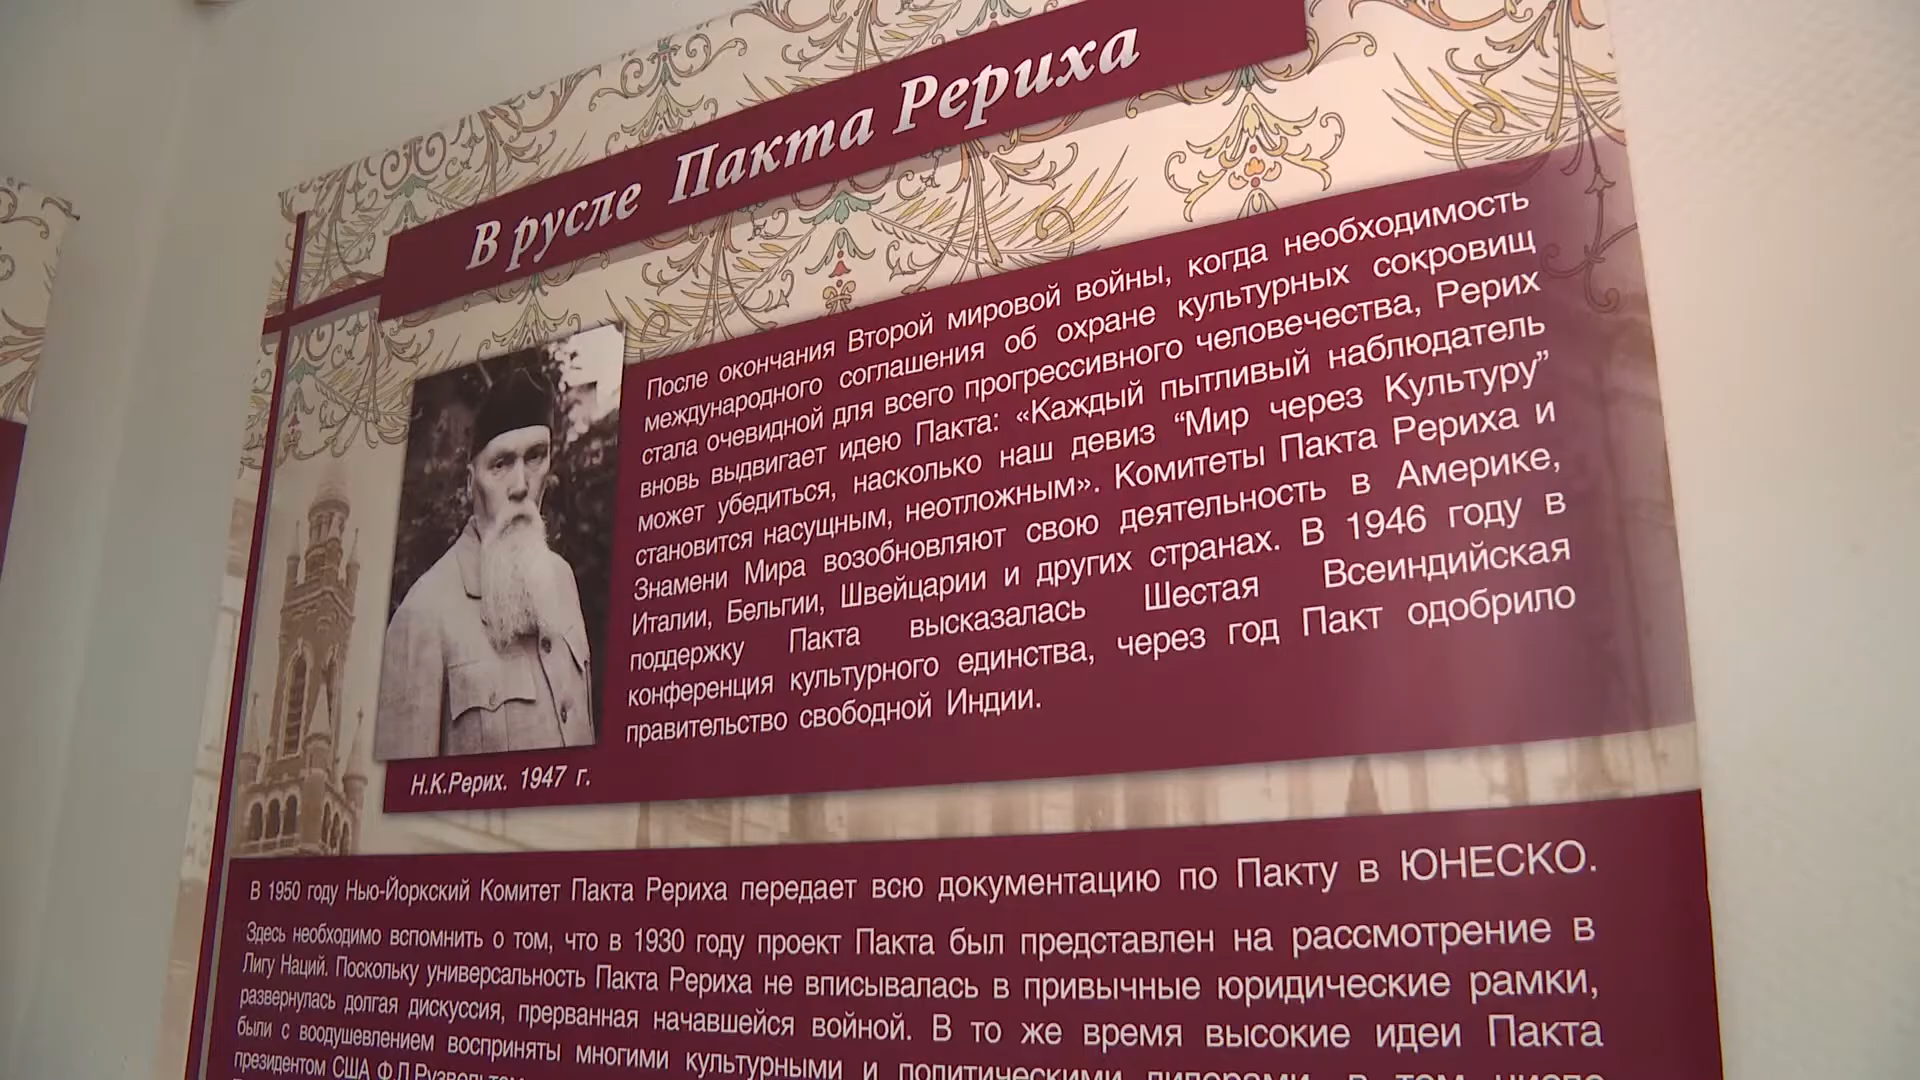 В русле Пакта Рериха
После окончания Второй мировой войны, когда необходимость
международного соглашения об охране культурных сокровищ
стала очевидной для всего прогрессивного человечества, Рерих
вновь выдвигает идею Пакта: «Каждый пытливый наблюдатель
может убедиться, насколько наш девиз “Мир через Культуру”
становится насущным, неотложным». Комитеты Пакта Рериха и
Знамени Мира возобновляют свою деятельность в Америке,
Италии, Бельгии, Швейцарии и других странах. В 1946 году в
поддержку Пакта высказалась Шестая Всеиндийская
конференция культурного единства, через год Пакт одобрило
правительство свободной Индии.
Н.К.Рерих. 1947 г.
В 1950 году Нью-Йоркский Комитет Пакта Рериха передает всю документацию по Пакту в ЮНЕСКО.
Здесь необходимо вспомнить о том, что в 1930 году проект Пакта был представлен на рассмотрение в
Лигу Наций. Поскольку универсальность Пакта Рериха не вписывалась в привычные юридические рамки,
развернулась долгая дискуссия, прерванная начавшейся войной. В то же время высокие идеи Пакта
были с воодушевлением восприняты многими культурными и политическими лидерами, в том числе
президентом США Ф.Д.Рузвельтом